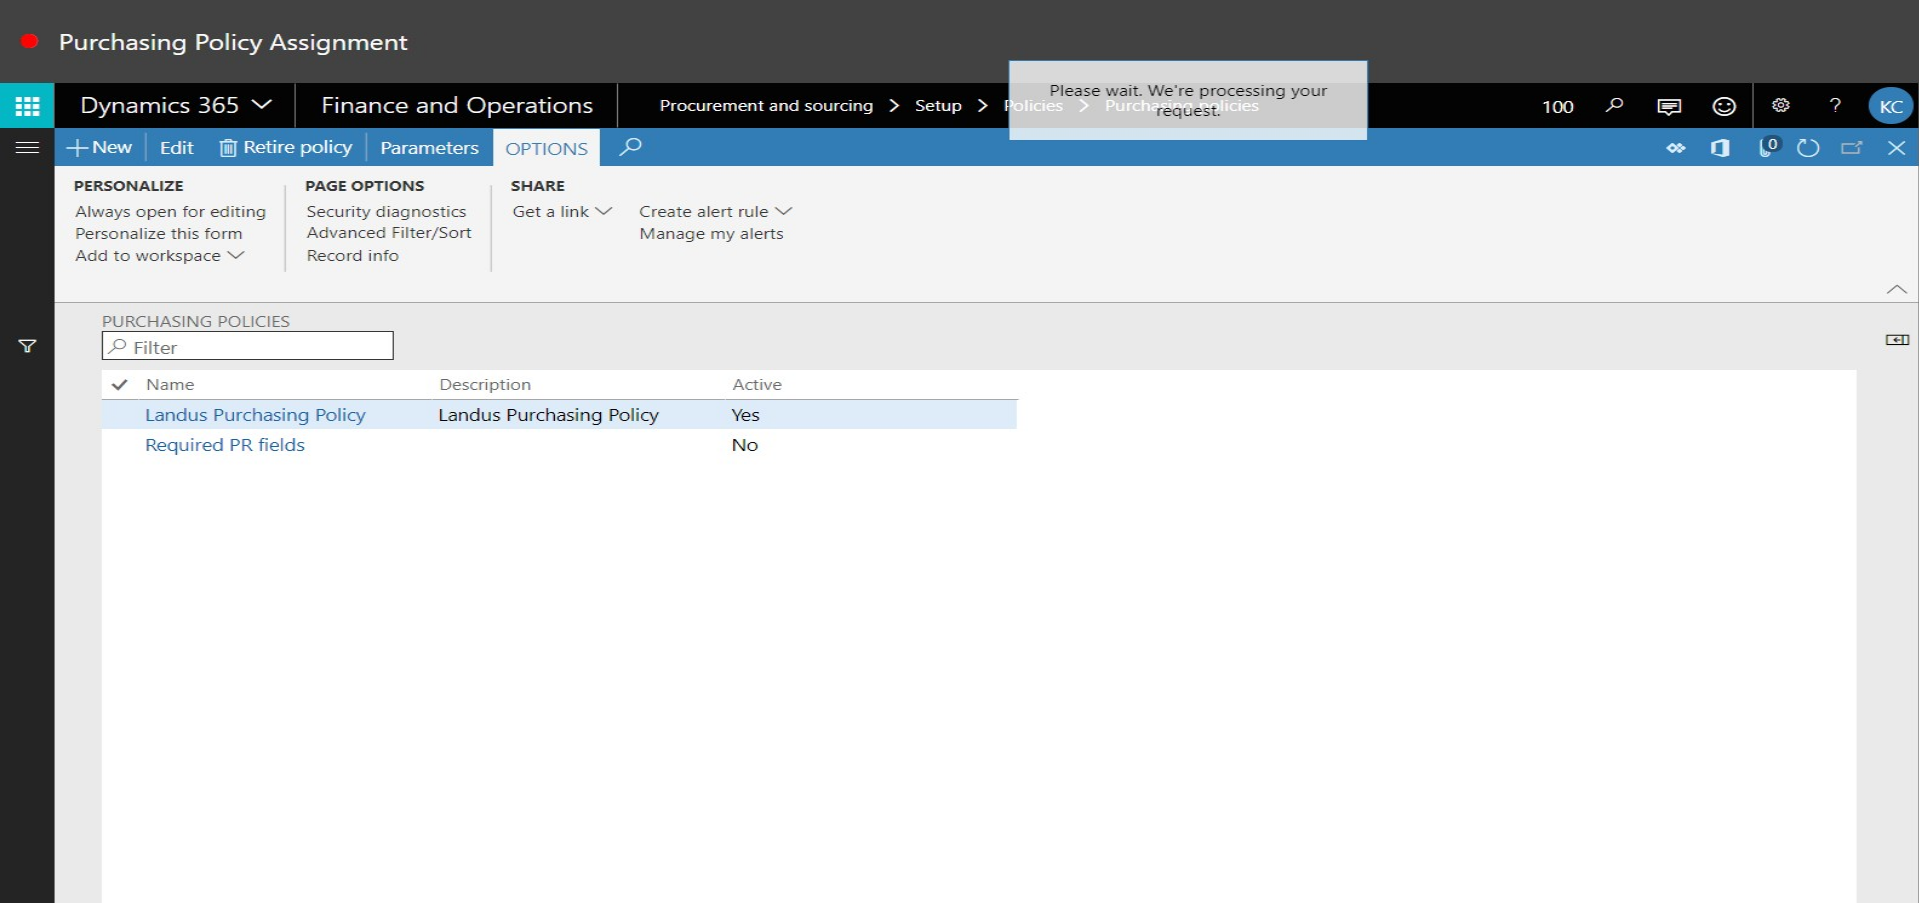 Purchasing Policy Assignment
Please wait. We're processing your
request.
Dynamics 365
Finance and Operations
Procurement and sourcing > Setup > Policies > Purchasing policies
100
?
KC
+ New
Edit
Retire policy
Parameters
OPTIONS
0
PERSONALIZE
Always open for editing
Personalize this form
Add to workspace
PAGE OPTIONS
Security diagnostics
Advanced Filter/Sort
Record info
SHARE
Get a link
Create alert rule
Manage my alerts
PURCHASING POLICIES
Filter
Name Description Active
Landus Purchasing Policy Landus Purchasing Policy Yes
Required PR fields No